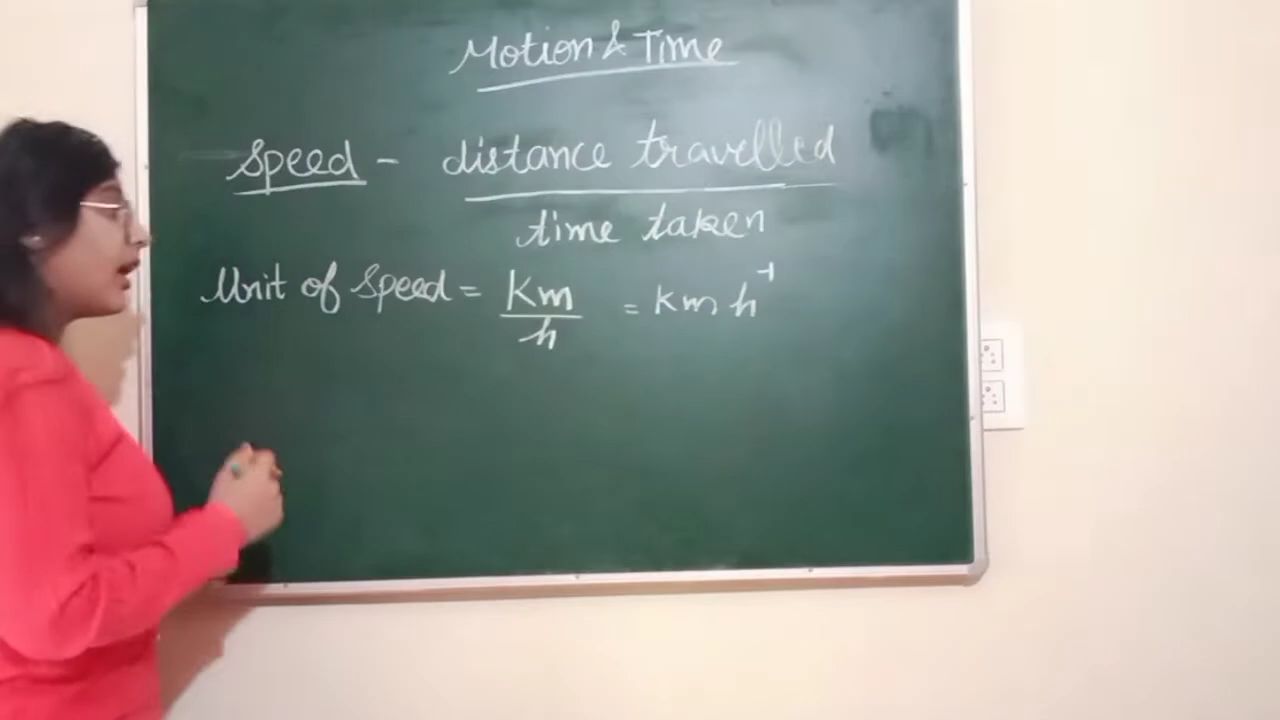 Motion & Time
Speed - distance travelled
time taken
Unit of Speed = Km/h = Km h⁻¹